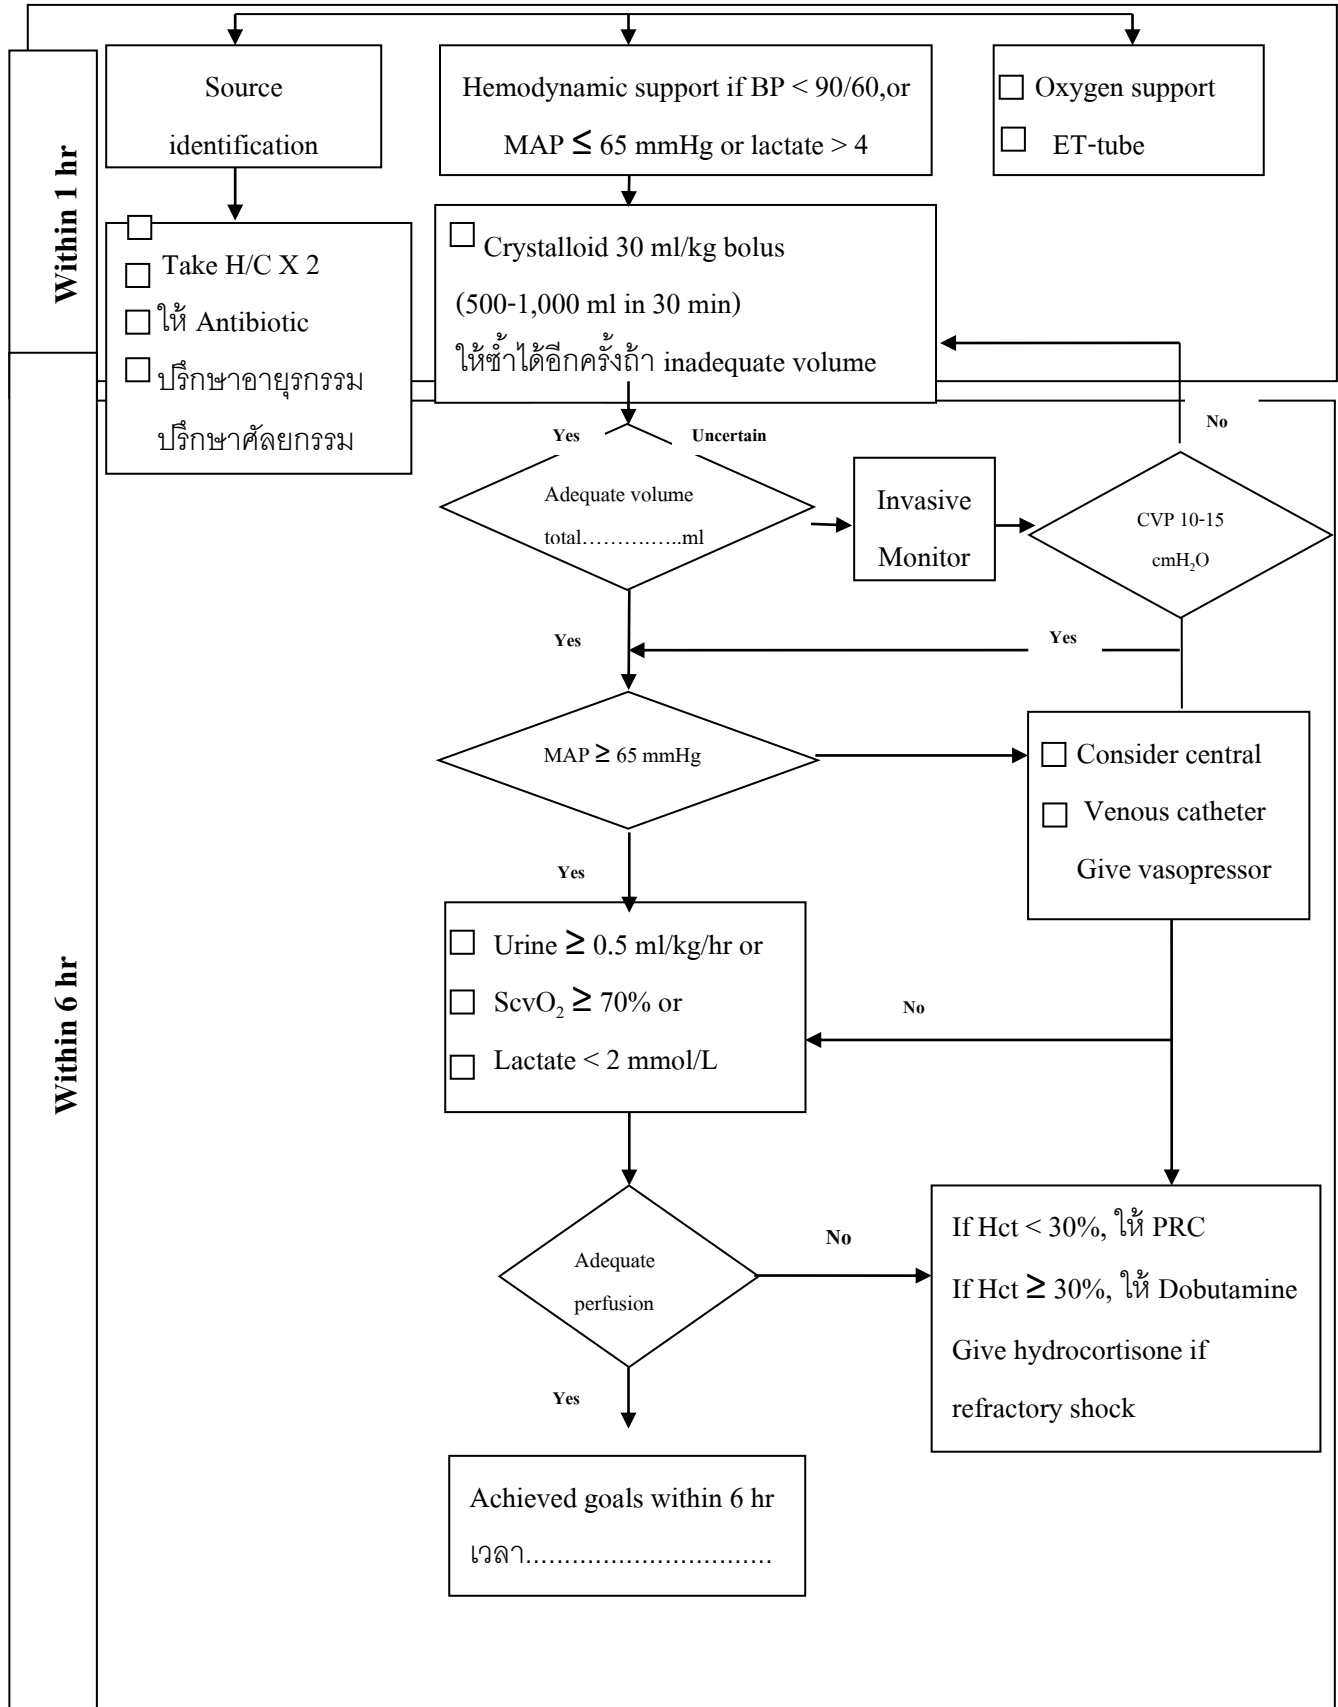 Within 1 hr
Source
identification
Hemodynamic support if BP < 90/60,or
MAP ≤ 65 mmHg or lactate > 4
Oxygen support
ET-tube
Take H/C X 2
ให้ Antibiotic
ปรึกษาอายุรกรรม
ปรึกษาศัลยกรรม
Crystalloid 30 ml/kg bolus
(500-1,000 ml in 30 min)
ให้ซ้ำได้อีกครั้งถ้า inadequate volume
Within 6 hr
Yes
Uncertain
No
Adequate volume
total…………..ml
Invasive
Monitor
CVP 10-15
cmH₂O
Yes
Yes
MAP ≥ 65 mmHg
Consider central
Venous catheter
Give vasopressor
Yes
Urine ≥ 0.5 ml/kg/hr or
ScvO₂ ≥ 70% or
Lactate < 2 mmol/L
No
Adequate
perfusion
No
If Hct < 30%, ให้ PRC
If Hct ≥ 30%, ให้ Dobutamine
Give hydrocortisone if
refractory shock
Yes
Achieved goals within 6 hr
เวลา................................